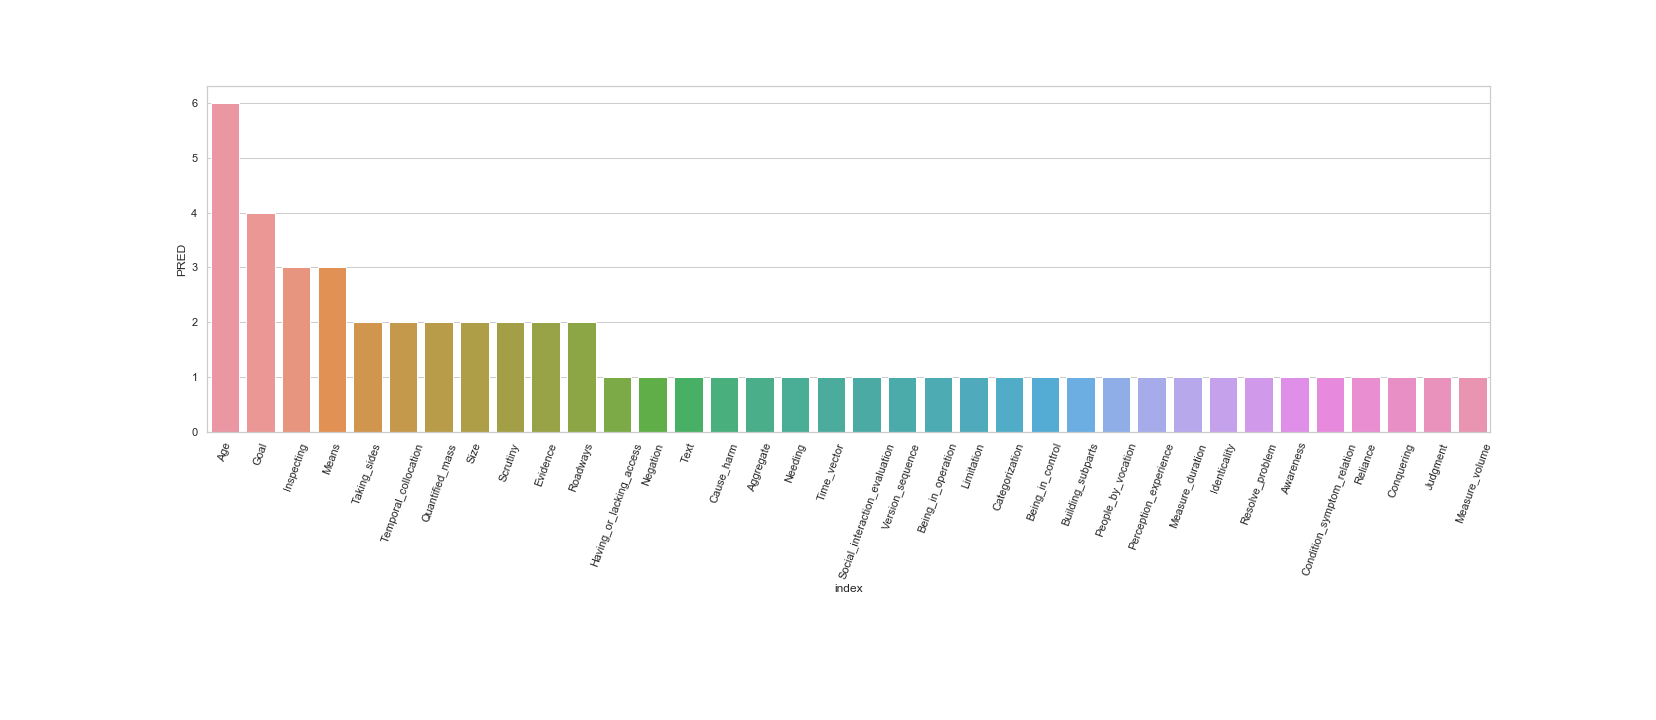 6
5
4
3
2
1
0
PRED
Age
Goal
Inspecting
Means
Taking_sides
Temporal_collocation
Quantified_mass
Size
Scrutiny
Evidence
Roadways
Having_or_lacking_access
Negation
Text
Cause_harm
Aggregate
Needing
Time_vector
Social_interaction_evaluation
Version_sequence
Being_in_operation
Limitation
Categorization
Being_in_control
Building_subparts
People_by_vocation
Perception_experience
Measure_duration
Identicality
Resolve_problem
Awareness
Condition_symptom_relation
Reliance
Conquering
Judgment
Measure_volume
index